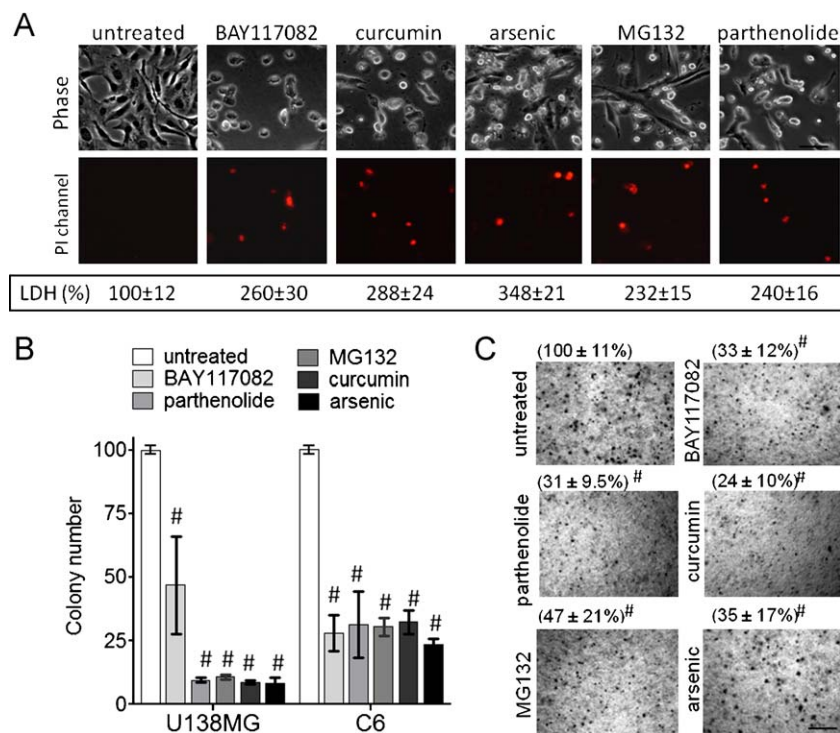 A
untreated BAY117082 curcumin arsenic MG132 parthenolide
Phase
PI channel
LDH (%) 100±12 260±30 288±24 348±21 232±15 240±16
B
untreated MG132
BAY117082 curcumin
parthenolide arsenic
Colony number
100
75
50
25
0
#
# # # #
# # # # #
U138MG C6
C
(100 ± 11%) (33 ± 12%)#
untreated BAY117082
(31 ± 9.5%) # (24 ± 10%)#
parthenolide curcumin
(47 ± 21%)# (35 ± 17%)#
MG132 arsenic